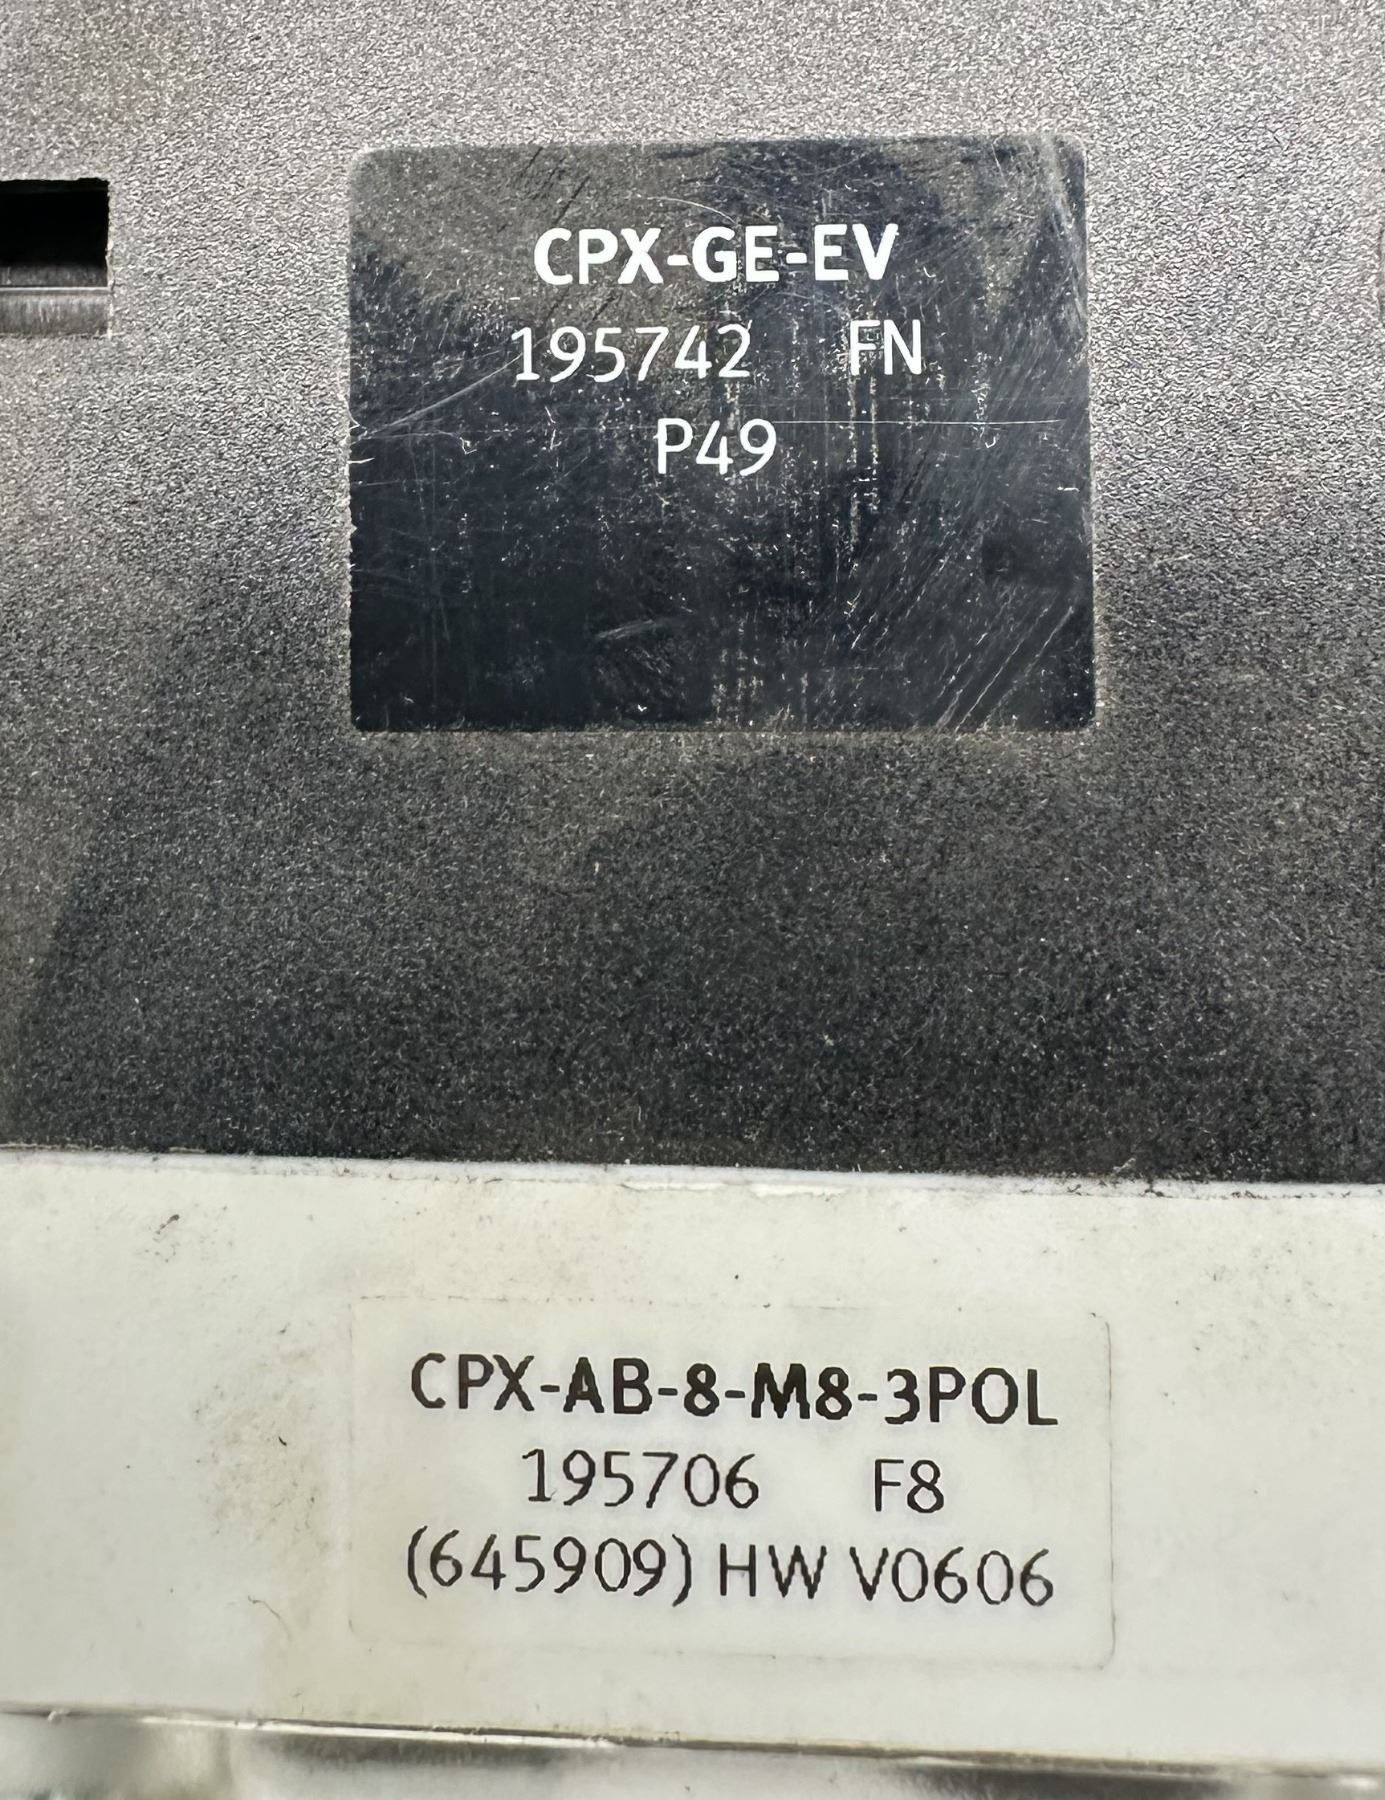 CPX-GE-EV
195742 FN
P49
CPX-AB-8-M8-3POL
195706 F8
(645909) HW V0606